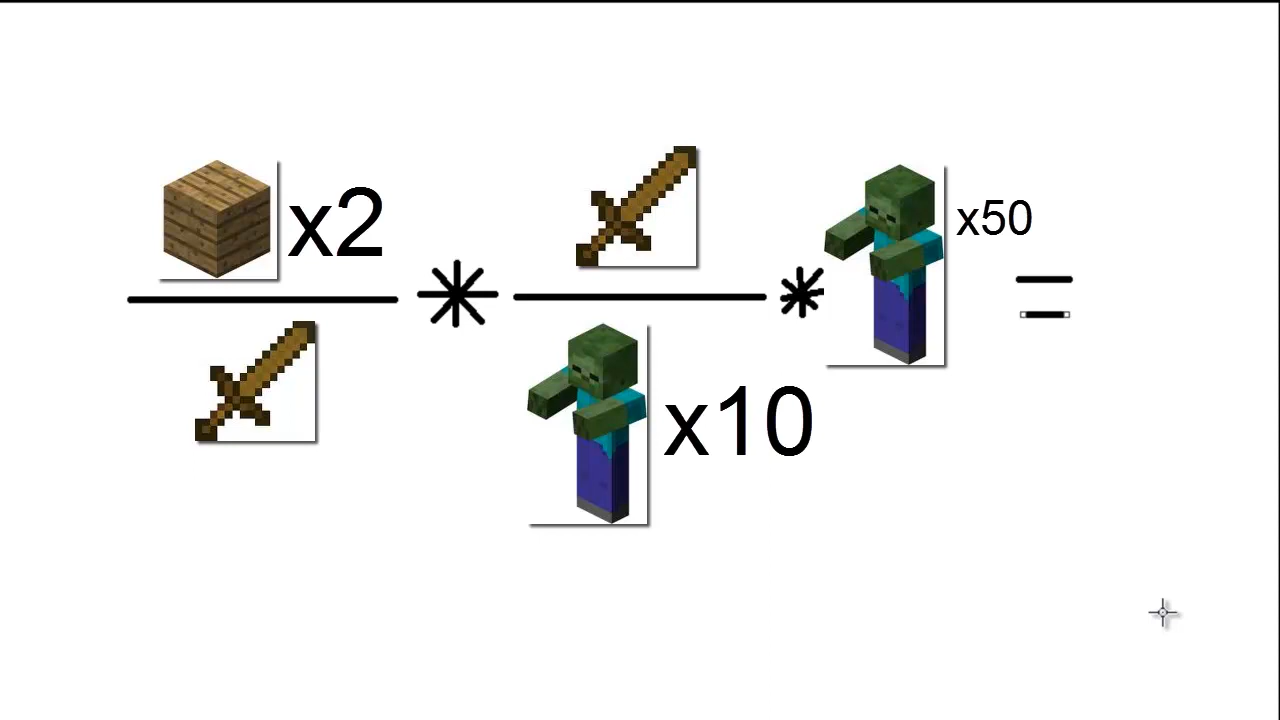 x2
*
*
x50
=
x10